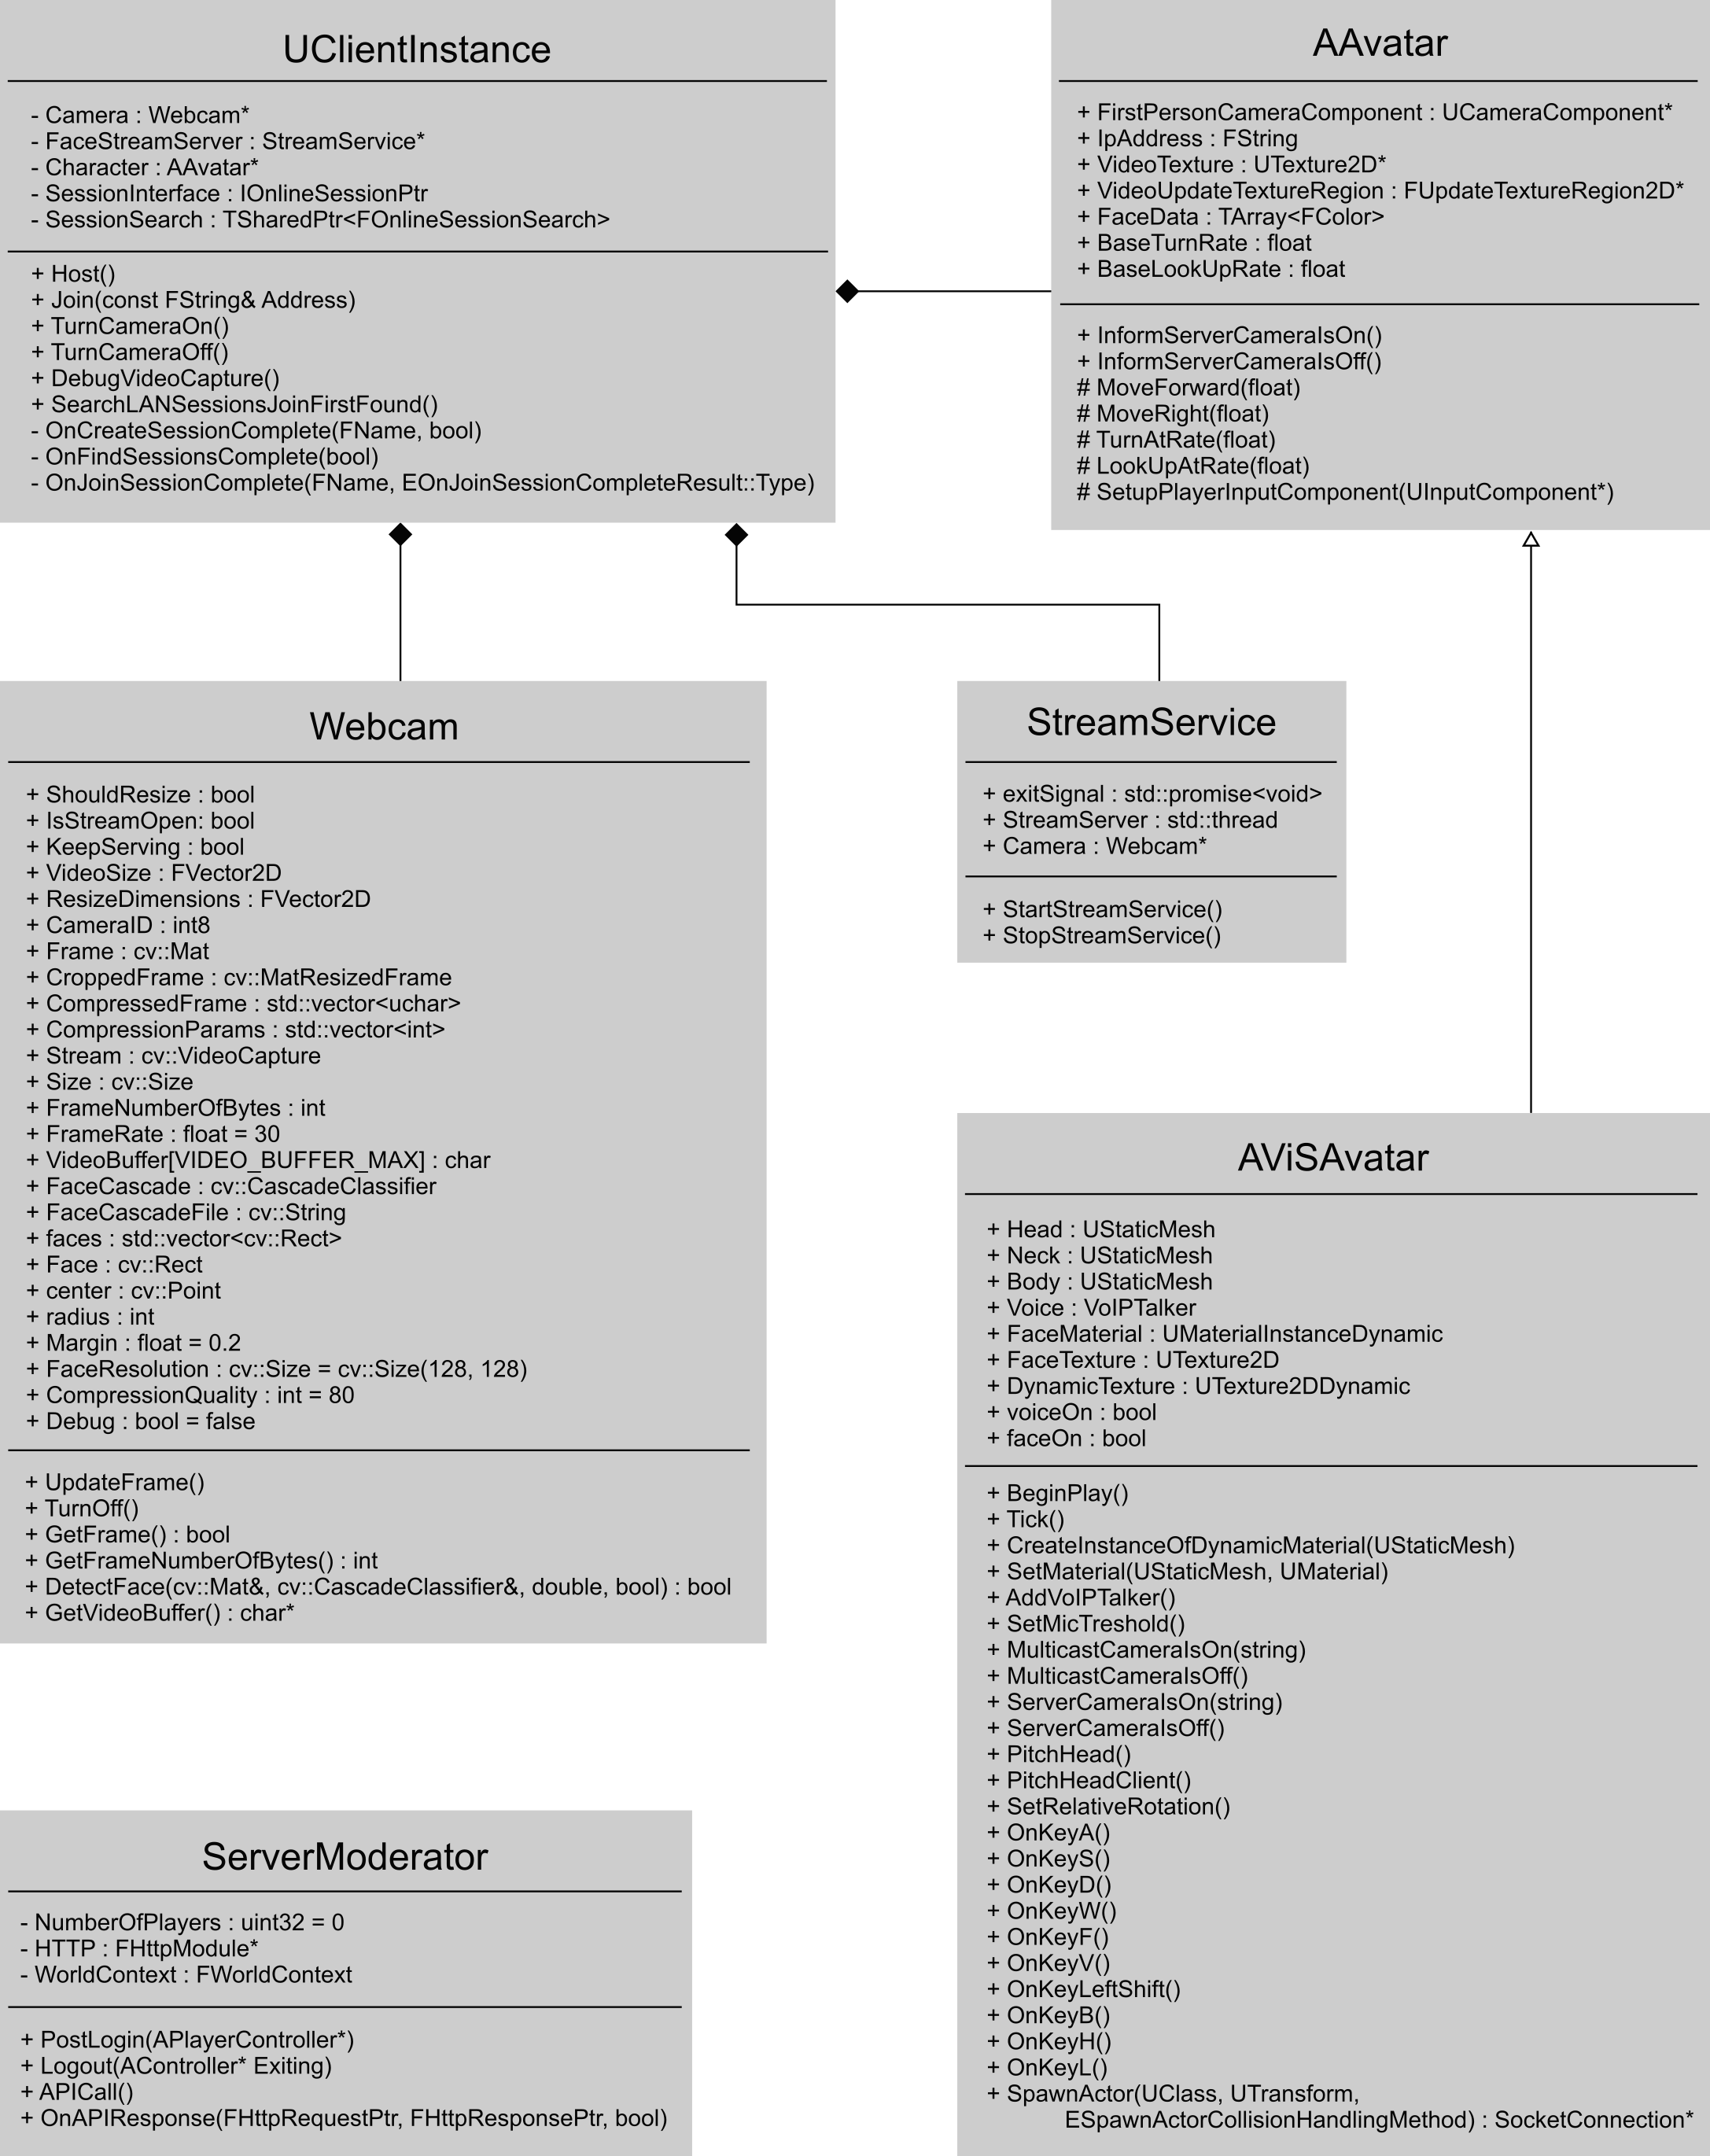 UClientInstance
- Camera : Webcam*
- FaceStreamServer : StreamService*
- Character : AAvatar*
- SessionInterface : IOnlineSessionPtr
- SessionSearch : TSharedPtr<FOnlineSessionSearch>
+ Host()
+ Join(const FString& Address)
+ TurnCameraOn()
+ TurnCameraOff()
+ DebugVideoCapture()
+ SearchLANSessionsJoinFirstFound()
- OnCreateSessionComplete(FName, bool)
- OnFindSessionsComplete(bool)
- OnJoinSessionComplete(FName, EOnJoinSessionCompleteResult::Type)
AAvatar
+ FirstPersonCameraComponent : UCameraComponent*
+ IpAddress : FString
+ VideoTexture : UTexture2D*
+ VideoUpdateTextureRegion : FUpdateTextureRegion2D*
+ FaceData : TArray<FColor>
+ BaseTurnRate : float
+ BaseLookUpRate : float
+ InformServerCameraIsOn()
+ InformServerCameraIsOff()
# MoveForward(float)
# MoveRight(float)
# TurnAtRate(float)
# LookUpAtRate(float)
# SetupPlayerInputComponent(UInputComponent*)
Webcam
+ ShouldResize : bool
+ IsStreamOpen: bool
+ KeepServing : bool
+ VideoSize : FVector2D
+ ResizeDimensions : FVector2D
+ CameraID : int8
+ Frame : cv::Mat
+ CroppedFrame : cv::MatResizedFrame
+ CompressedFrame : std::vector<uchar>
+ CompressionParams : std::vector<int>
+ Stream : cv::VideoCapture
+ Size : cv::Size
+ FrameNumberOfBytes : int
+ FrameRate : float = 30
+ VideoBuffer[VIDEO_BUFFER_MAX] : char
+ FaceCascade : cv::CascadeClassifier
+ FaceCascadeFile : cv::String
+ faces : std::vector<cv::Rect>
+ Face : cv::Rect
+ center : cv::Point
+ radius : int
+ Margin : float = 0.2
+ FaceResolution : cv::Size = cv::Size(128, 128)
+ CompressionQuality : int = 80
+ Debug : bool = false
+ UpdateFrame()
+ TurnOff()
+ GetFrame() : bool
+ GetFrameNumberOfBytes() : int
+ DetectFace(cv::Mat&, cv::CascadeClassifier&, double, bool) : bool
+ GetVideoBuffer() : char*
StreamService
+ exitSignal : std::promise<void>
+ StreamServer : std::thread
+ Camera : Webcam*
+ StartStreamService()
+ StopStreamService()
AViSAvatar
+ Head : UStaticMesh
+ Neck : UStaticMesh
+ Body : UStaticMesh
+ Voice : VoIPTalker
+ FaceMaterial : UMaterialInstanceDynamic
+ FaceTexture : UTexture2D
+ DynamicTexture : UTexture2DDynamic
+ voiceOn : bool
+ faceOn : bool
+ BeginPlay()
+ Tick()
+ CreateInstanceOfDynamicMaterial(UStaticMesh)
+ SetMaterial(UStaticMesh, UMaterial)
+ AddVoIPTalker()
+ SetMicTreshold()
+ MulticastCameraIsOn(string)
+ MulticastCameraIsOff()
+ ServerCameraIsOn(string)
+ ServerCameraIsOff()
+ PitchHead()
+ PitchHeadClient()
+ SetRelativeRotation()
+ OnKeyA()
+ OnKeyS()
+ OnKeyD()
+ OnKeyW()
+ OnKeyF()
+ OnKeyV()
+ OnKeyLeftShift()
+ OnKeyB()
+ OnKeyH()
+ OnKeyL()
+ SpawnActor(UClass, UTransform,
ESpawnActorCollisionHandlingMethod) : SocketConnection*
ServerModerator
- NumberOfPlayers : uint32 = 0
- HTTP : FHttpModule*
- WorldContext : FWorldContext
+ PostLogin(APlayerController*)
+ Logout(AController* Exiting)
+ APICall()
+ OnAPIResponse(FHttpRequestPtr, FHttpResponsePtr, bool)